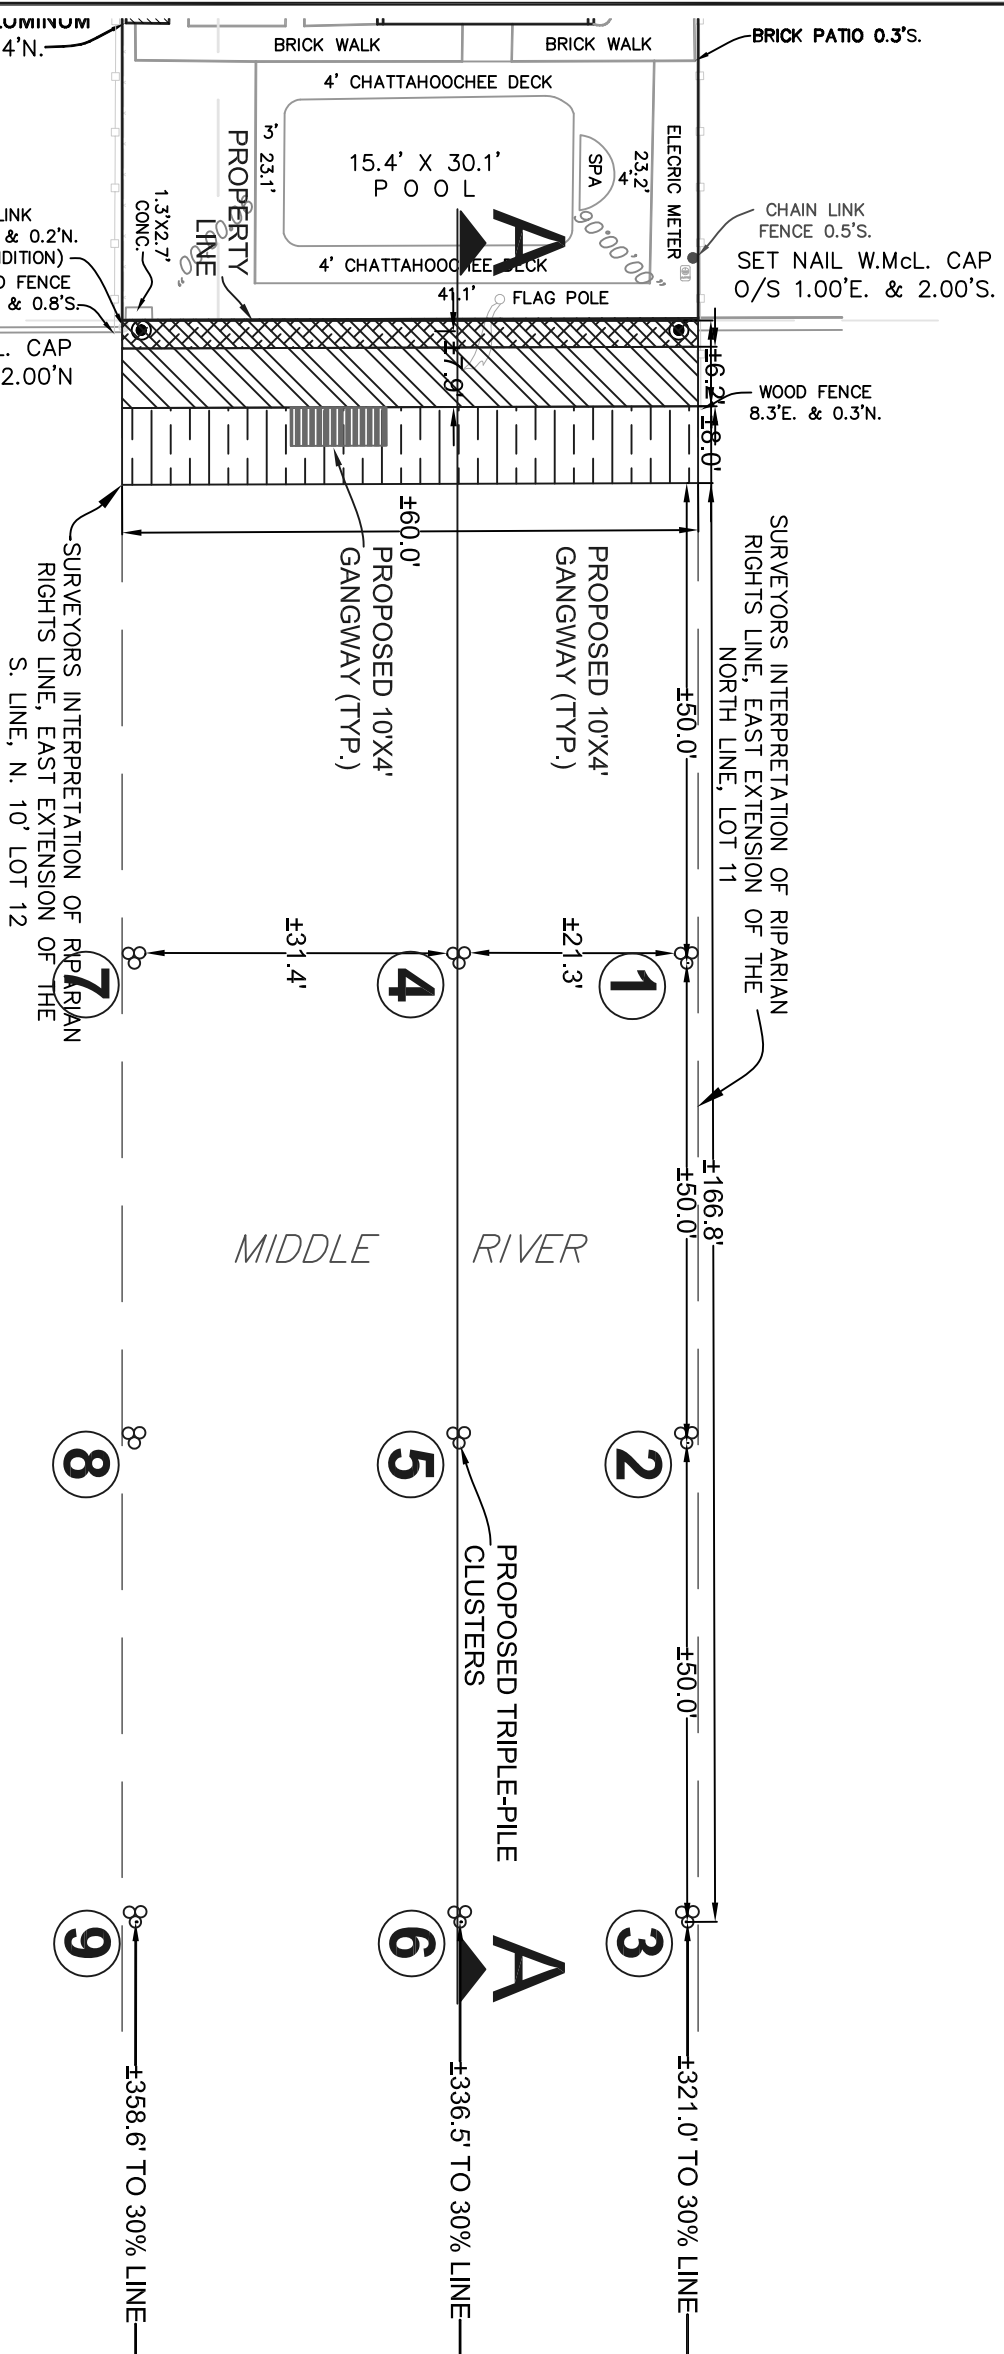 LUMINUM
4'N.
BRICK WALK
BRICK WALK
BRICK PATIO 0.3'S.
4' CHATTAHOOCHEE DECK
3'
23.1'
15.4' X 30.1'
P O O L
SPA
4'
23.2'
ELECRIC METER
PROPERTY
LINE
1.3'X2.7'
CONC.
90°00'00"
90°00'00"
A
LINK
& 0.2'N.
DITION)
D FENCE
& 0.8'S.
L. CAP
2.00'N
CHAIN LINK
FENCE 0.5'S.
SET NAIL W.McL. CAP
O/S 1.00'E. & 2.00'S.
4' CHATTAHOOCHEE DECK
41.1'
FLAG POLE
±17.9'
±6.2'
±8.0'
WOOD FENCE
8.3'E. & 0.3'N.
±60.0'
PROPOSED 10'X4'
GANGWAY (TYP.)
PROPOSED 10'X4'
GANGWAY (TYP.)
SURVEYORS INTERPRETATION OF RIPARIAN
RIGHTS LINE, EAST EXTENSION OF THE
NORTH LINE, LOT 11
SURVEYORS INTERPRETATION OF RIPARIAN
RIGHTS LINE, EAST EXTENSION OF THE
S. LINE, N. 10' LOT 12
±50.0'
±31.4'
±21.3'
7
4
1
±50.0'
±166.8'
MIDDLE RIVER
8
5
2
PROPOSED TRIPLE-PILE
CLUSTERS
±50.0'
9
6
3
A
±358.6' TO 30% LINE
±336.5' TO 30% LINE
±321.0' TO 30% LINE